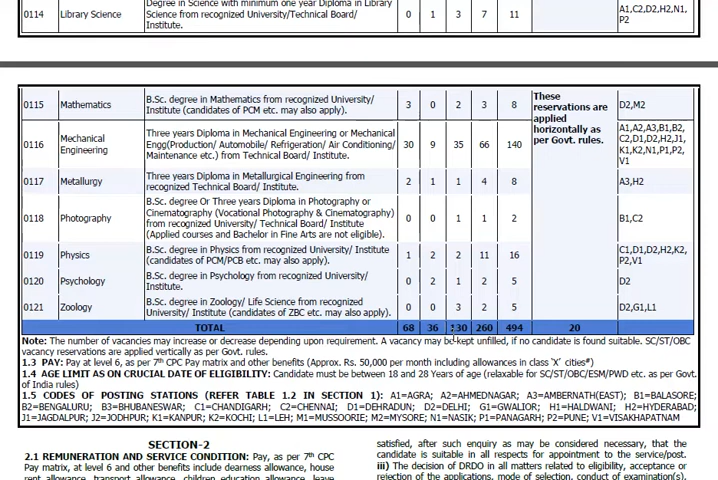 Degree in Science with minimum one year Diploma in Library
0114 Library Science Science from recognized University/Technical Board/ 0 1 3 7 11 A1,C2,D2,H2,N1,
Institute. P2
0115 Mathematics B.Sc. degree in Mathematics from recognized University/ 3 0 2 3 8 D2,M2
Institute (candidates of PCM etc. may also apply).
These
reservations are
applied
horizontally as
per Govt. rules.
0116 Mechanical Engineering Three years Diploma in Mechanical Engineering or Mechanical 30 9 35 66 140 A1,A2,A3,B1,B2,
Engg(Production/ Automobile/ Refrigeration/ Air Conditioning/ C2,D1,D2,H2,J1,
Maintenance etc.) from Technical Board/ Institute. K1,K2,N1,P1,P2,
V1
0117 Metallurgy Three years Diploma in Metallurgical Engineering from 2 1 1 4 8 A3,H2
recognized Technical Board/ Institute.
0118 Photography B.Sc. degree Or Three years Diploma in Photography or 0 0 1 1 2 B1,C2
Cinematography (Vocational Photography & Cinematography)
from recognized University/ Technical Board/ Institute
(Applied courses and Bachelor in Fine Arts are not eligible).
0119 Physics B.Sc. degree in Physics from recognized University/ Institute 1 2 2 11 16 C1,D1,D2,H2,K2,
(candidates of PCM/PCB etc. may also apply). P2,V1
0120 Psychology B.Sc. degree in Psychology from recognized University/ 0 2 1 2 5 D2
Institute.
0121 Zoology B.Sc. degree in Zoology/ Life Science from recognized 0 0 3 2 5 D2,G1,L1
University/ Institute (candidates of ZBC etc. may also apply).
TOTAL 68 36 130 260 494 20
Note: The number of vacancies may increase or decrease depending upon requirement. A vacancy may be kept unfilled, if no candidate is found suitable. SC/ST/OBC
vacancy reservations are applied vertically as per Govt. rules.
1.3 PAY: Pay at level 6, as per 7th CPC Pay matrix and other benefits (Approx. Rs. 50,000 per month including allowances in class 'X' cities#)
1.4 AGE LIMIT AS ON CRUCIAL DATE OF ELIGIBILITY: Candidate must be between 18 and 28 Years of age (relaxable for SC/ST/OBC/ESM/PWD etc. as per Govt.
of India rules)
1.5 CODES OF POSTING STATIONS (REFER TABLE 1.2 IN SECTION 1): A1=AGRA; A2=AHMEDNAGAR; A3=AMBERNATH(EAST); B1=BALASORE;
B2=BENGALURU; B3=BHUBANESWAR; C1=CHANDIGARH; C2=CHENNAI; D1=DEHRADUN; D2=DELHI; G1=GWALIOR; H1=HALDWANI; H2=HYDERABAD;
J1=JAGDALPUR; J2=JODHPUR; K1=KANPUR; K2=KOCHI; L1=LEH; M1=MUSSOORIE; M2=MYSORE; N1=NASIK; P1=PANAGARH; P2=PUNE; V1=VISAKHAPATNAM
SECTION-2
2.1 REMUNERATION AND SERVICE CONDITION: Pay, as per 7th CPC
Pay matrix, at level 6 and other benefits include dearness allowance, house
rent allowance, transport allowance, children education allowance, leave
satisfied, after such enquiry as may be considered necessary, that the
candidate is suitable in all respects for appointment to the service/post.
iii) The decision of DRDO in all matters related to eligibility, acceptance or
rejection of the applications, mode of selection, conduct of examination(s),